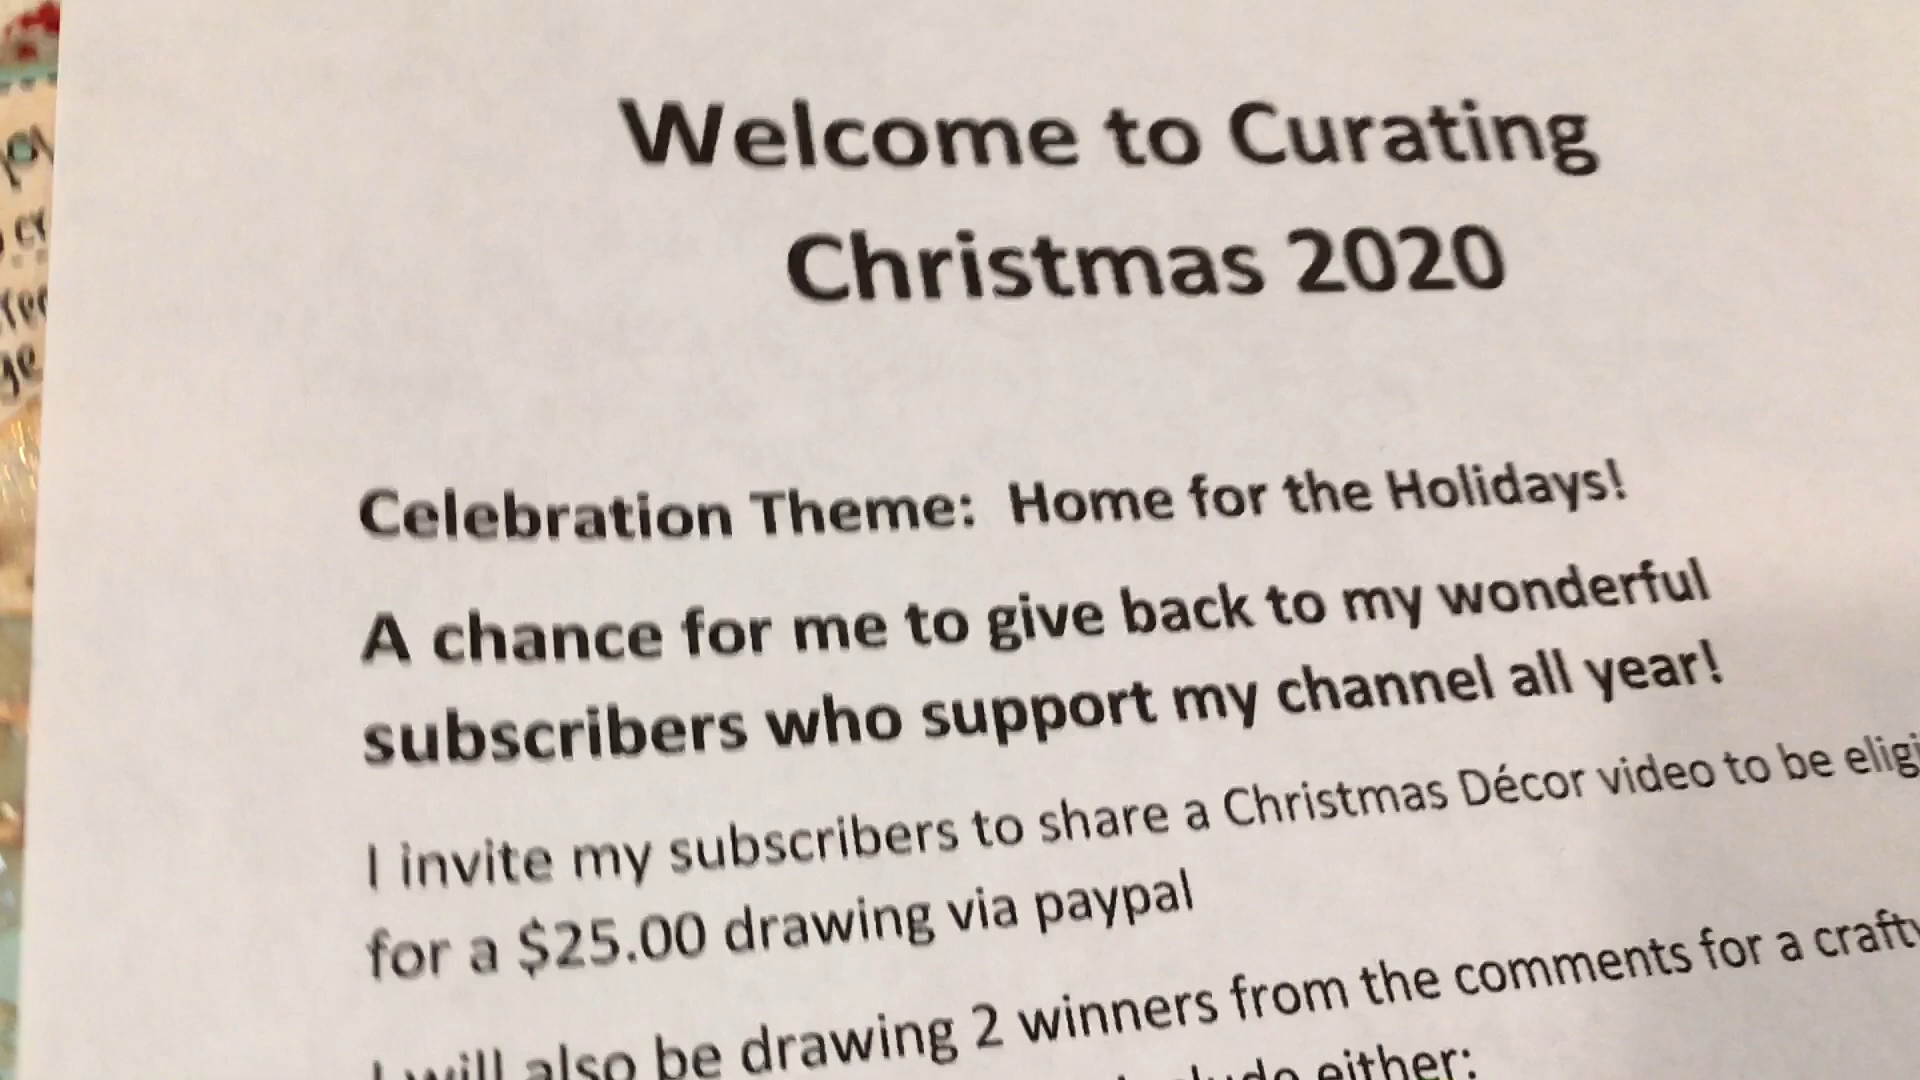 Welcome to Curating
Christmas 2020
Celebration Theme: Home for the Holidays!
A chance for me to give back to my wonderful
subscribers who support my channel all year!
I invite my subscribers to share a Christmas Décor video to be
for a $25.00 drawing via paypal
I will also be drawing 2 winners from the comments for a
either: